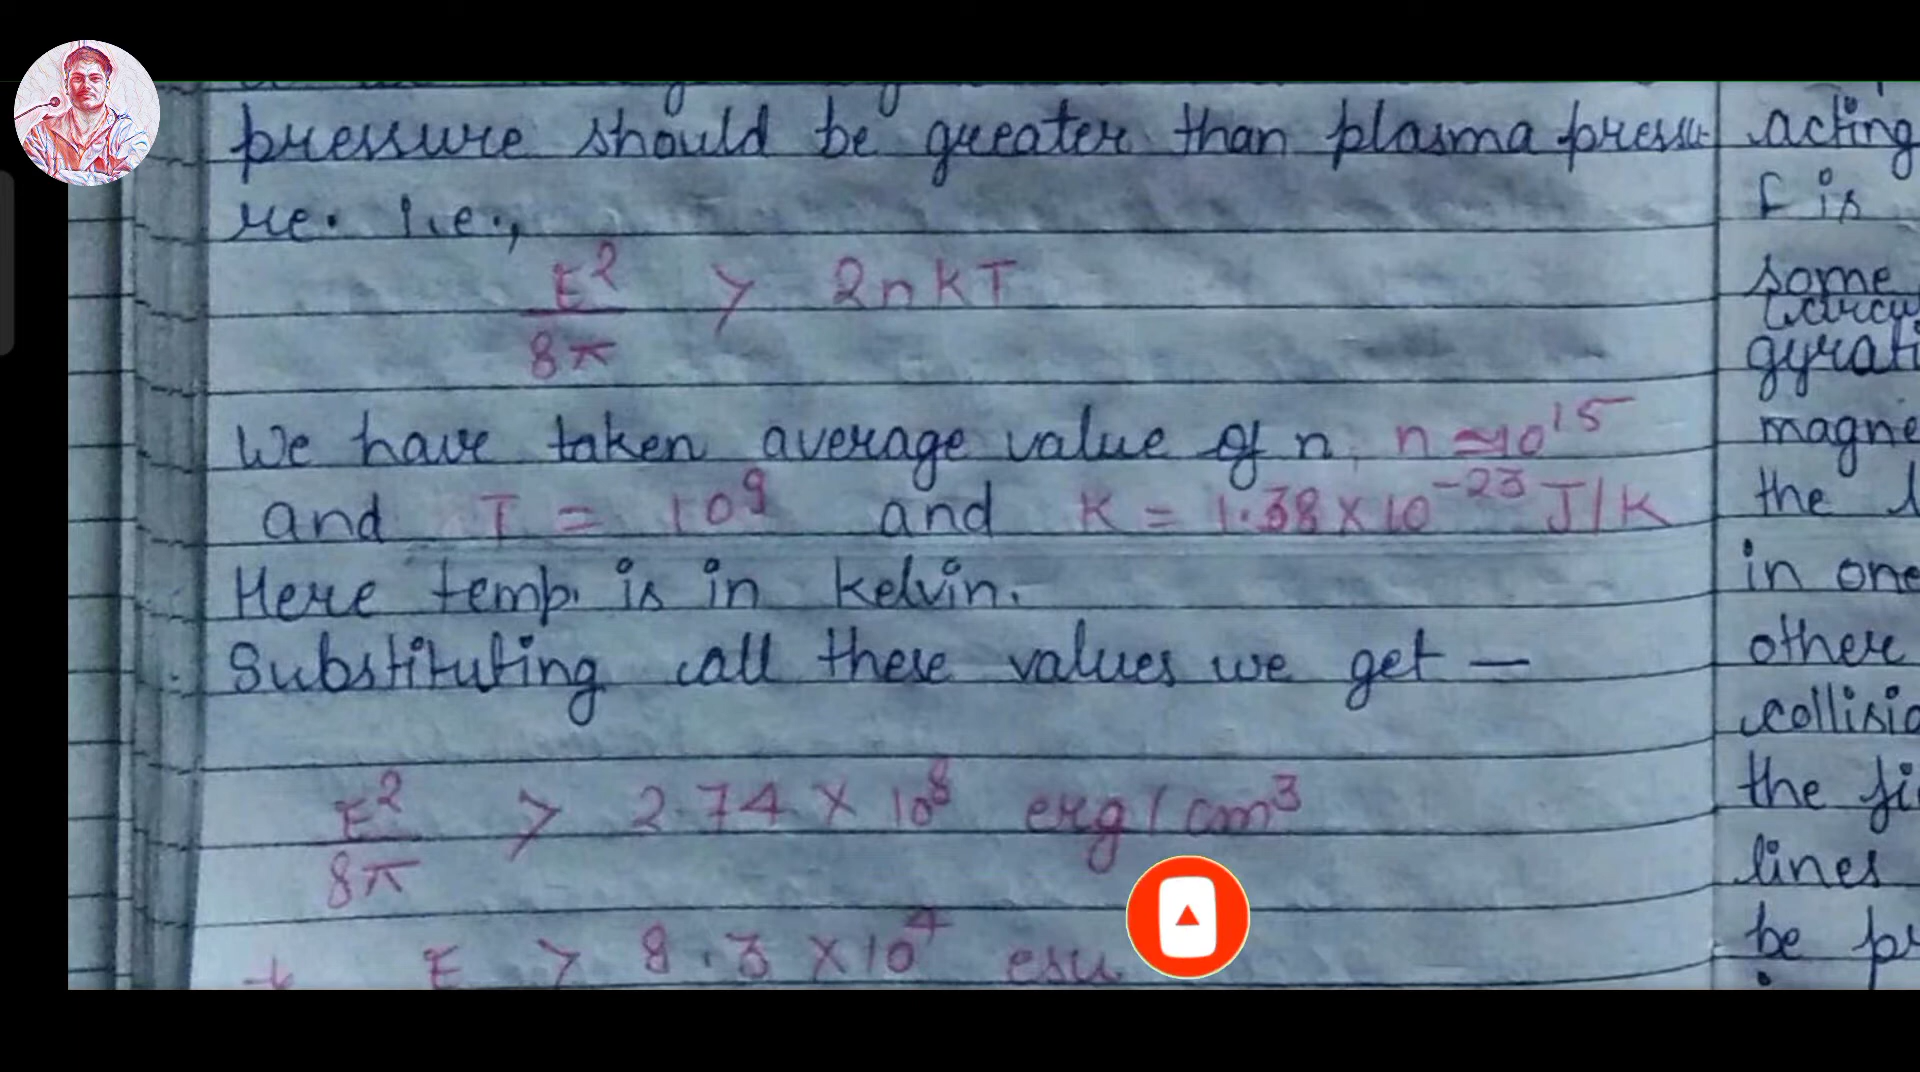 pressure should be greater than plasma pressu
re. i.e.,
E²
> 2nKT
8π
We have taken average value of n, n ≃ 10¹⁵
and T = 10⁹ and K = 1.38 × 10⁻²³ J/K
Here temp. is in kelvin.
Substituting all these values we get —
E²
> 2.74 × 10⁸ erg/cm³
8π
E > 8.3 × 10⁴ esu
acting
F is
some
gyrati
magne
the l
in one
other
collisio
the fi
lines
be pr